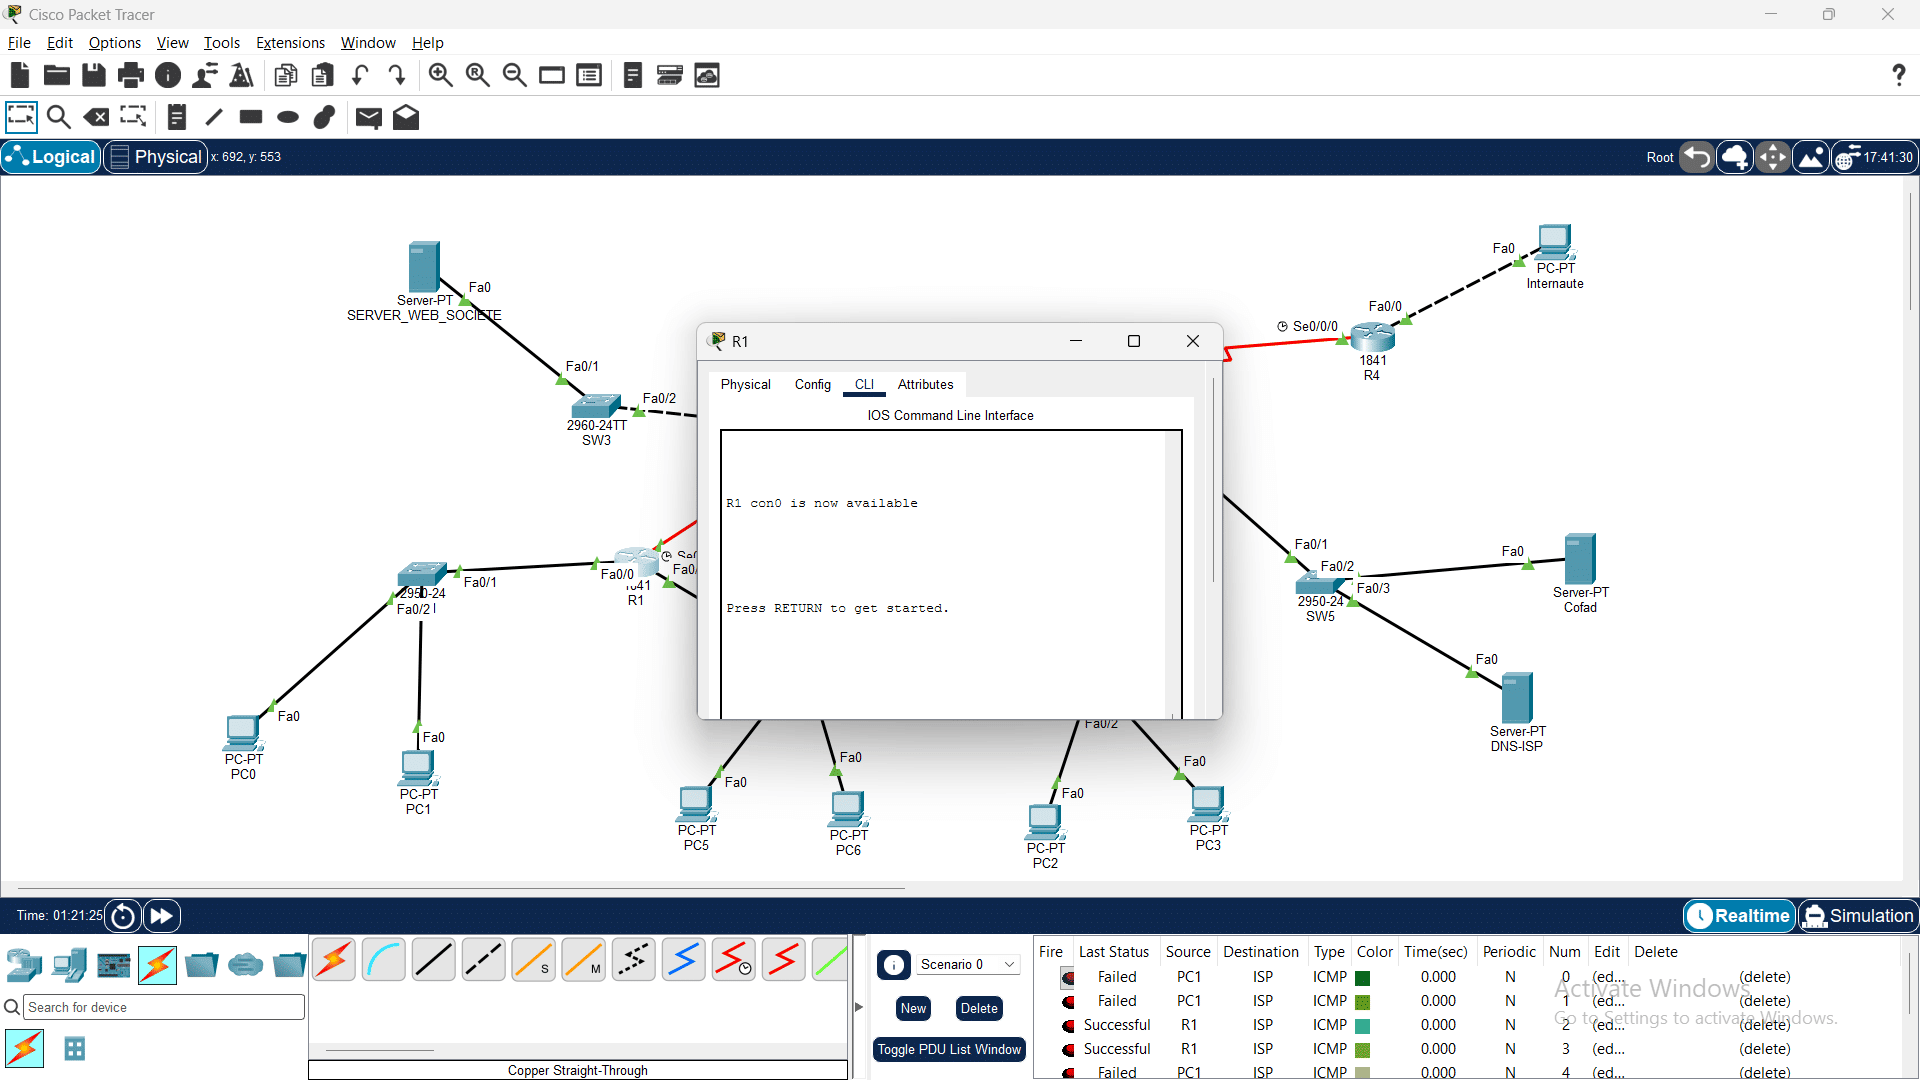 Cisco Packet Tracer
File Edit Options View Tools Extensions Window Help
Logical Physical x: 692, y: 553 Root 17:41:30
Fa0
Server-PT
SERVER_WEB_SOCIETE
Fa0/1
Fa0/2
2960-24TT
SW3
Fa0
PC-PT
Internaute
Fa0/0
Se0/0/0
1841
R4
R1
Physical Config CLI Attributes
IOS Command Line Interface
R1 con0 is now available
Press RETURN to get started.
Fa0/1
2950-24
Fa0/2
Fa0/0
R1
Fa0
PC-PT
PC0
Fa0
PC-PT
PC1
Fa0
PC-PT
PC5
Fa0
PC-PT
PC6
Fa0/2
Fa0
PC-PT
PC2
Fa0
PC-PT
PC3
Fa0/1
Fa0/2
Fa0/3
2950-24
SW5
Fa0
Server-PT
Cofad
Fa0
Server-PT
DNS-ISP
Time: 01:21:25 Realtime Simulation
Search for device
S M
Copper Straight-Through
Scenario 0
New Delete
Toggle PDU List Window
Fire Last Status Source Destination Type Color Time(sec) Periodic Num Edit Delete
Failed PC1 ISP ICMP 0.000 N 0 (ed... (delete)
Failed PC1 ISP ICMP 0.000 N 1 (ed... (delete)
Successful R1 ISP ICMP 0.000 N 2 (ed... (delete)
Successful R1 ISP ICMP 0.000 N 3 (ed... (delete)
Failed PC1 ISP ICMP 0.000 N 4 (ed... (delete)
Activate Windows
Go to Settings to activate Windows.